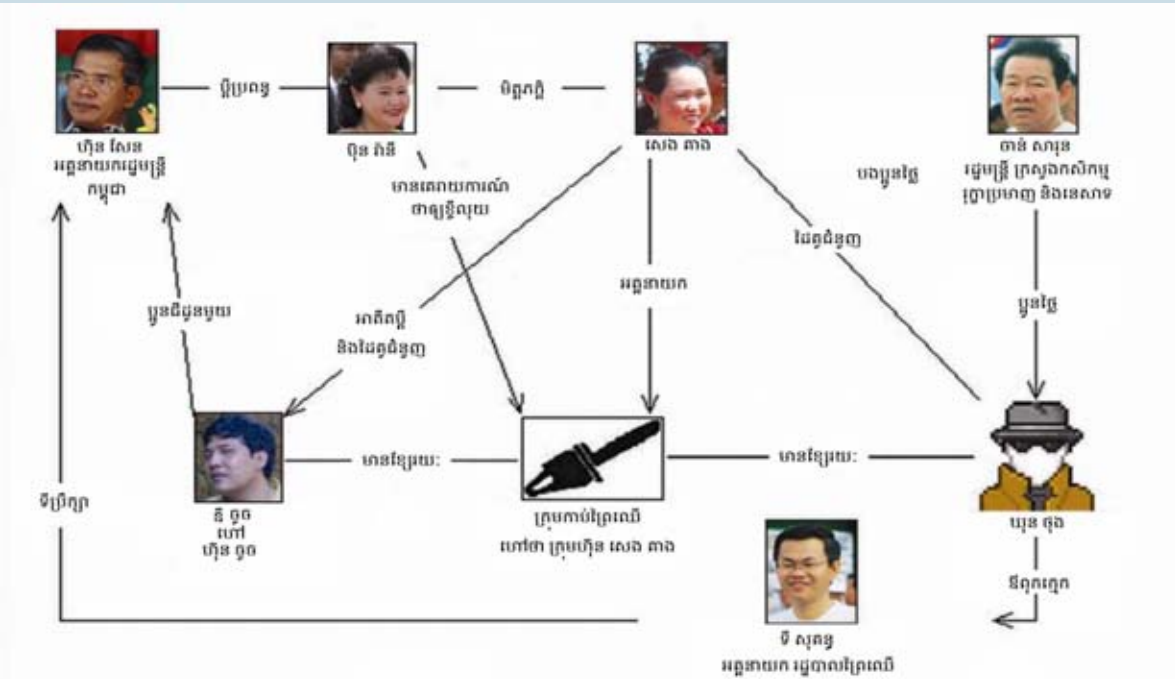 ប្តីប្រពន្ធ
មិត្តភក្តិ
ហ៊ុន សែន
អគ្គនាយករដ្ឋមន្ត្រី
កម្ពុជា
ប៊ុន រ៉ានី
សេង គាង
ចាន់ សារុន
រដ្ឋមន្ត្រី ក្រសួងកសិកម្ម
រុក្ខាប្រមាញ់ និងនេសាទ
បងប្អូនថ្លៃ
មានគេរាយការណ៍
ថាឲ្យខ្ចីលុយ
ដៃគូជំនួញ
អគ្គនាយក
ប្អូនជីដូនមួយ
អតីតប្តី
និងដៃគូជំនួញ
ប្អូនថ្លៃ
មានខ្សែរយៈ
មានខ្សែរយៈ
ទីប្រឹក្សា
ឌី ចូច
ហៅ
ហ៊ុន ចូច
ក្រុមកាប់ព្រៃឈើ
ហៅថា ក្រុមហ៊ុន សេង គាង
ឃុន ថុង
ឪពុកក្មេក
ទី សុគន្ធ
អគ្គនាយក រដ្ឋបាលព្រៃឈើ